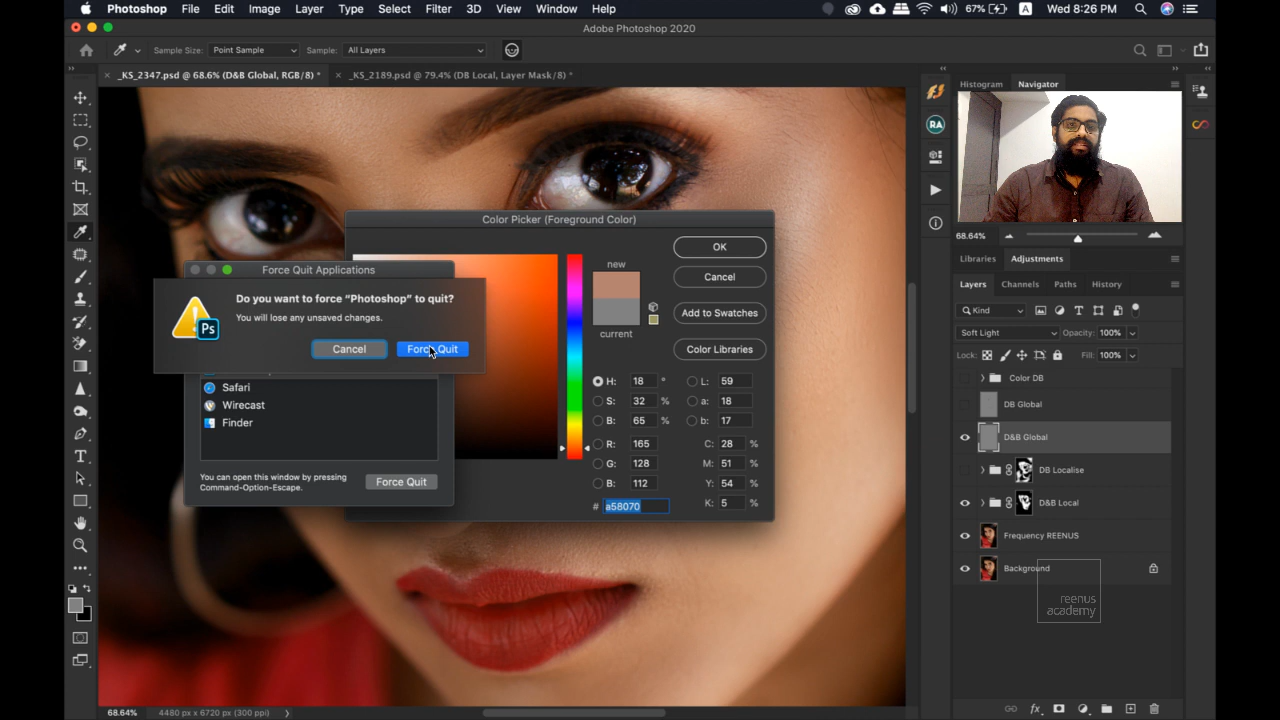 Photoshop File Edit Image Layer Type Select Filter 3D View Window Help 67% A Wed 8:26 PM
Adobe Photoshop 2020
Sample Size: Point Sample Sample: All Layers
× _KS_2347.psd @ 68.6% (D&B Global, RGB/8) * × _KS_2189.psd @ 79.4% (DB Local, Layer Mask/8) *
Histogram Navigator
RA
68.64%
Libraries Adjustments
Layers Channels Paths History
Kind
Soft Light Opacity: 100%
Lock: Fill: 100%
Color DB
DB Global
D&B Global
DB Localise
D&B Local
Frequency REENUS
Background
reenus
academy
Color Picker (Foreground Color)
new
current
OK
Cancel
Add to Swatches
Color Libraries
H: 18 ° L: 59
S: 32 % a: 18
B: 65 % b: 17
R: 165 C: 28 %
G: 128 M: 51 %
B: 112 Y: 54 %
# a58070 K: 5 %
Force Quit Applications
Do you want to force “Photoshop” to quit?
You will lose any unsaved changes.
Ps
Cancel Force Quit
Safari
Wirecast
Finder
You can open this window by pressing
Command-Option-Escape.
Force Quit
68.64% 4480 px x 6720 px (300 ppi)